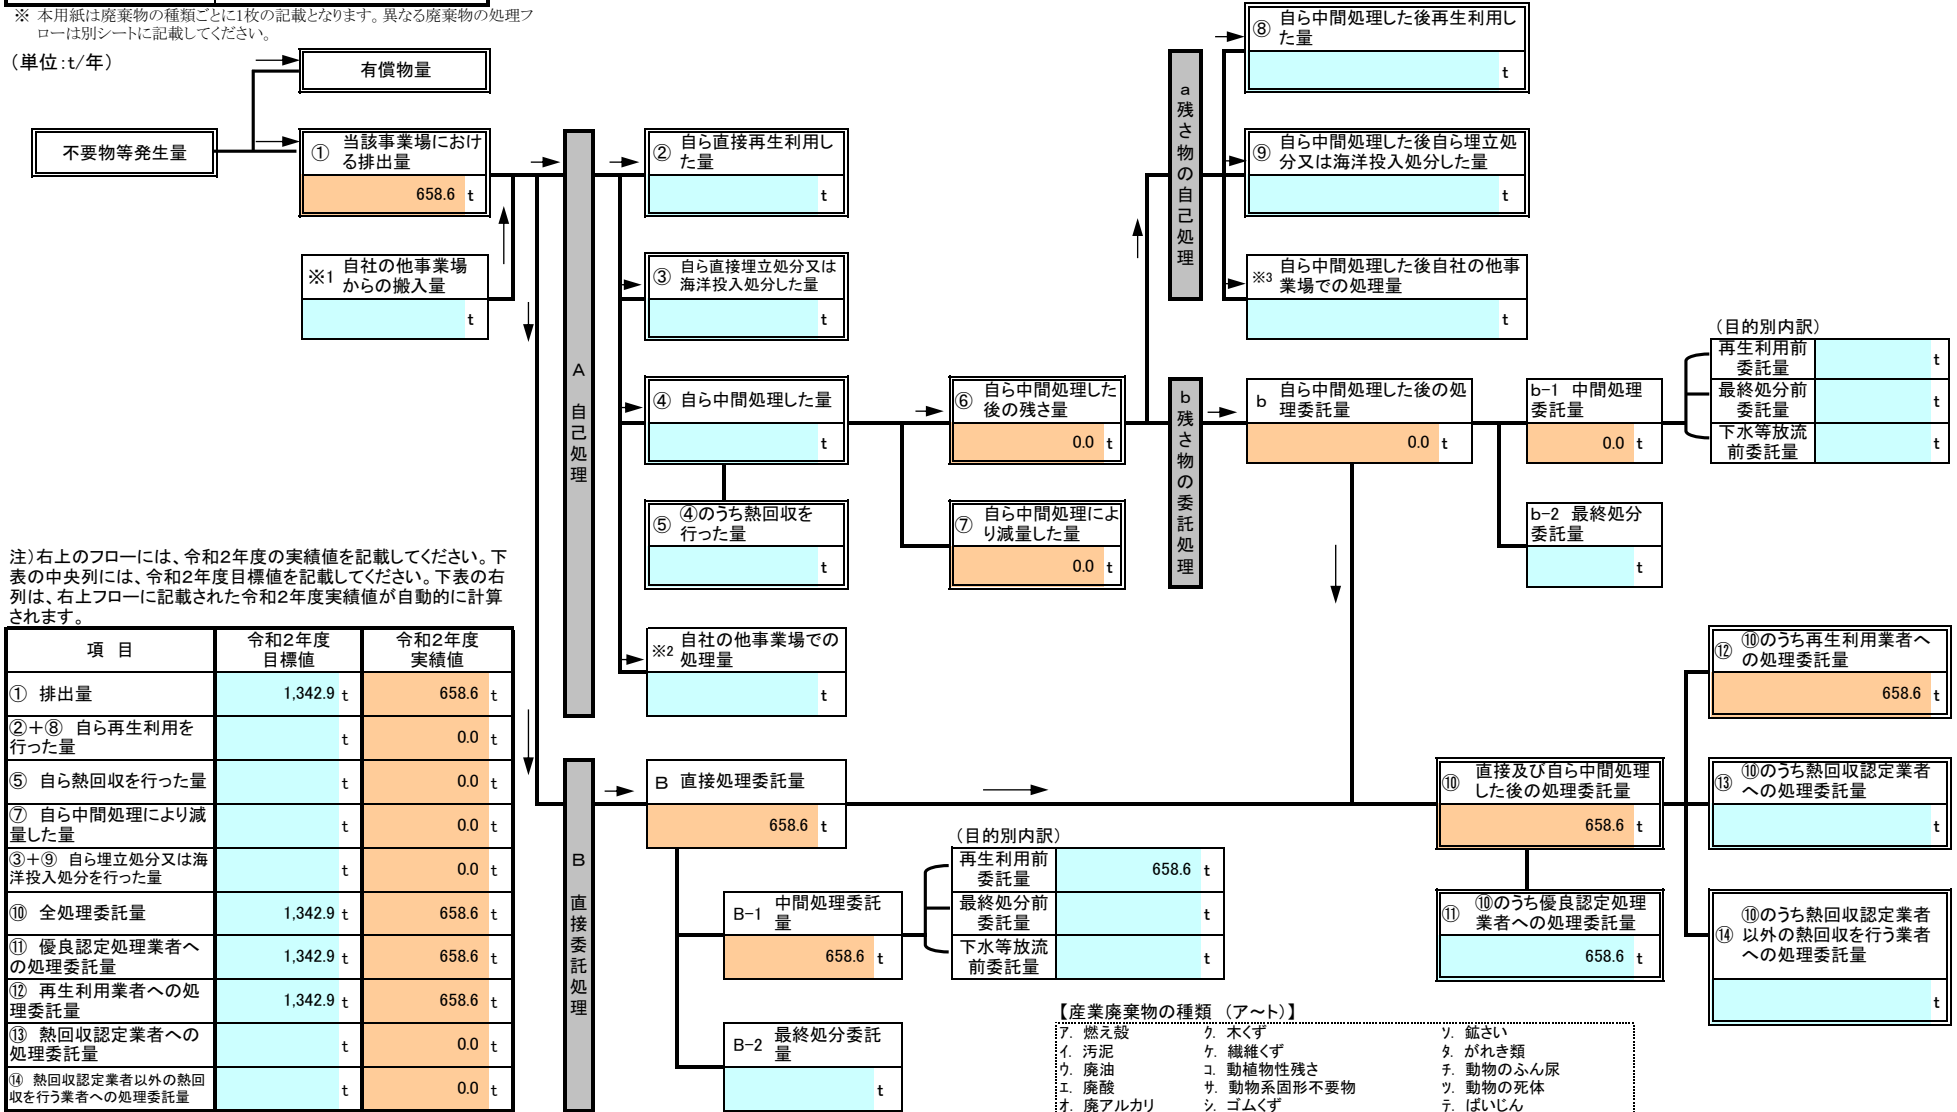 ※ 本用紙は廃棄物の種類ごとに1枚の記載となります。異なる廃棄物の処理フ
ローは別シートに記載してください。
（単位：t/年）
有償物量
不要物等発生量
① 当該事業場におけ
る排出量
658.6 t
※1 自社の他事業場
からの搬入量
t
A 自己処理
② 自ら直接再生利用し
た量
t
③ 自ら直接埋立処分又は
海洋投入処分した量
t
④ 自ら中間処理した量
t
⑤ ④のうち熱回収を
行った量
t
※2 自社の他事業場での
処理量
t
⑥ 自ら中間処理した
後の残さ量
0.0 t
⑦ 自ら中間処理によ
り減量した量
0.0 t
a 残さ物の自己処理
⑧ 自ら中間処理した後再生利用し
た量
t
⑨ 自ら中間処理した後自ら埋立処
分又は海洋投入処分した量
t
※3 自ら中間処理した後自社の他事
業場での処理量
t
b 残さ物の委託処理
b 自ら中間処理した後の処
理委託量
0.0 t
b-1 中間処理
委託量
0.0 t
（目的別内訳）
再生利用前
委託量
t
最終処分前
委託量
t
下水等放流
前委託量
t
b-2 最終処分
委託量
t
注）右上のフローには、令和２年度の実績値を記載してください。下
表の中央列には、令和２年度目標値を記載してください。下表の右
列は、右上フローに記載された令和２年度実績値が自動的に計算
されます。
項 目
令和２年度
目標値
令和２年度
実績値
① 排出量 1,342.9 t 658.6 t
②＋⑧ 自ら再生利用を
行った量 t 0.0 t
⑤ 自ら熱回収を行った量 t 0.0 t
⑦ 自ら中間処理により減
量した量 t 0.0 t
③＋⑨ 自ら埋立処分又は海
洋投入処分を行った量 t 0.0 t
⑩ 全処理委託量 1,342.9 t 658.6 t
⑪ 優良認定処理業者へ
の処理委託量 1,342.9 t 658.6 t
⑫ 再生利用業者への処
理委託量 1,342.9 t 658.6 t
⑬ 熱回収認定業者への
処理委託量 t 0.0 t
⑭ 熱回収認定業者以外の熱回
収を行う業者への処理委託量 t 0.0 t
B 直接委託処理
B 直接処理委託量
658.6 t
B-1 中間処理委託
量
658.6 t
（目的別内訳）
再生利用前
委託量
658.6 t
最終処分前
委託量
t
下水等放流
前委託量
t
B-2 最終処分委託
量
t
⑩ 直接及び自ら中間処理
した後の処理委託量
658.6 t
⑪ ⑩のうち優良認定処理
業者への処理委託量
658.6 t
⑫ ⑩のうち再生利用業者へ
の処理委託量
658.6 t
⑬ ⑩のうち熱回収認定業者
への処理委託量
t
⑭ ⑩のうち熱回収認定業者
以外の熱回収を行う業者
への処理委託量
t
【産業廃棄物の種類 （ア～ト）】
ア. 燃え殻 ク. 木くず ソ. 鉱さい
イ. 汚泥 ケ. 繊維くず タ. がれき類
ウ. 廃油 コ. 動植物性残さ チ. 動物のふん尿
エ. 廃酸 サ. 動物系固形不要物 ツ. 動物の死体
オ. 廃アルカリ シ. ゴムくず テ. ばいじん